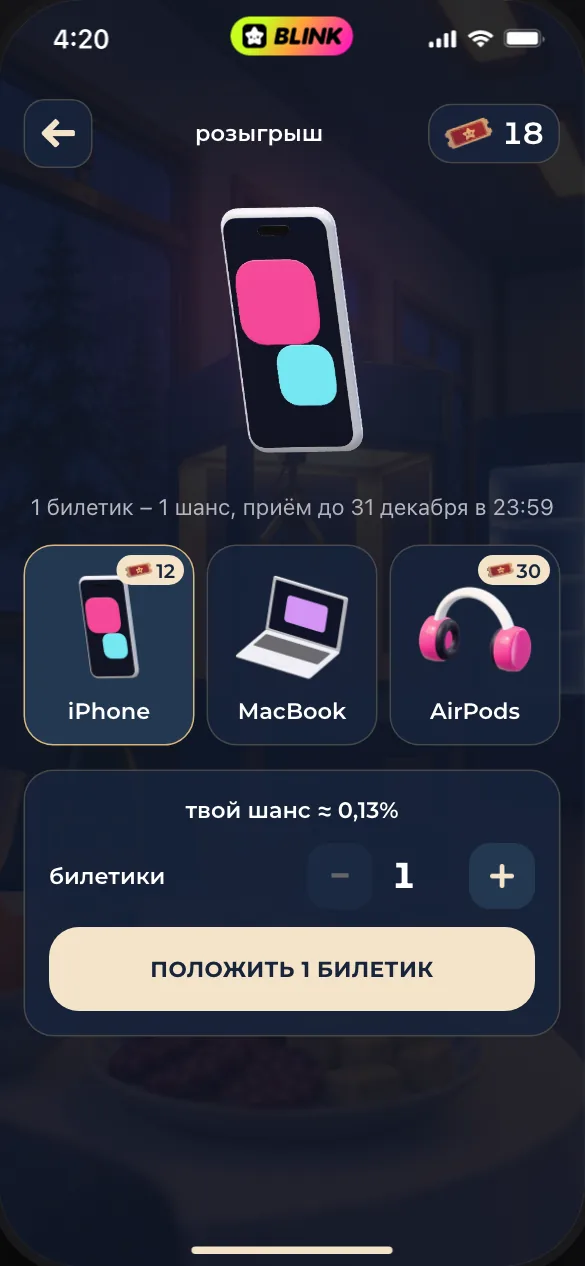 4:20
BLINK
розыгрыш
18
1 билетик – 1 шанс, приём до 31 декабря в 23:59
12
30
iPhone
MacBook
AirPods
твой шанс ≈ 0,13%
билетики
− 1 +
ПОЛОЖИТЬ 1 БИЛЕТИК